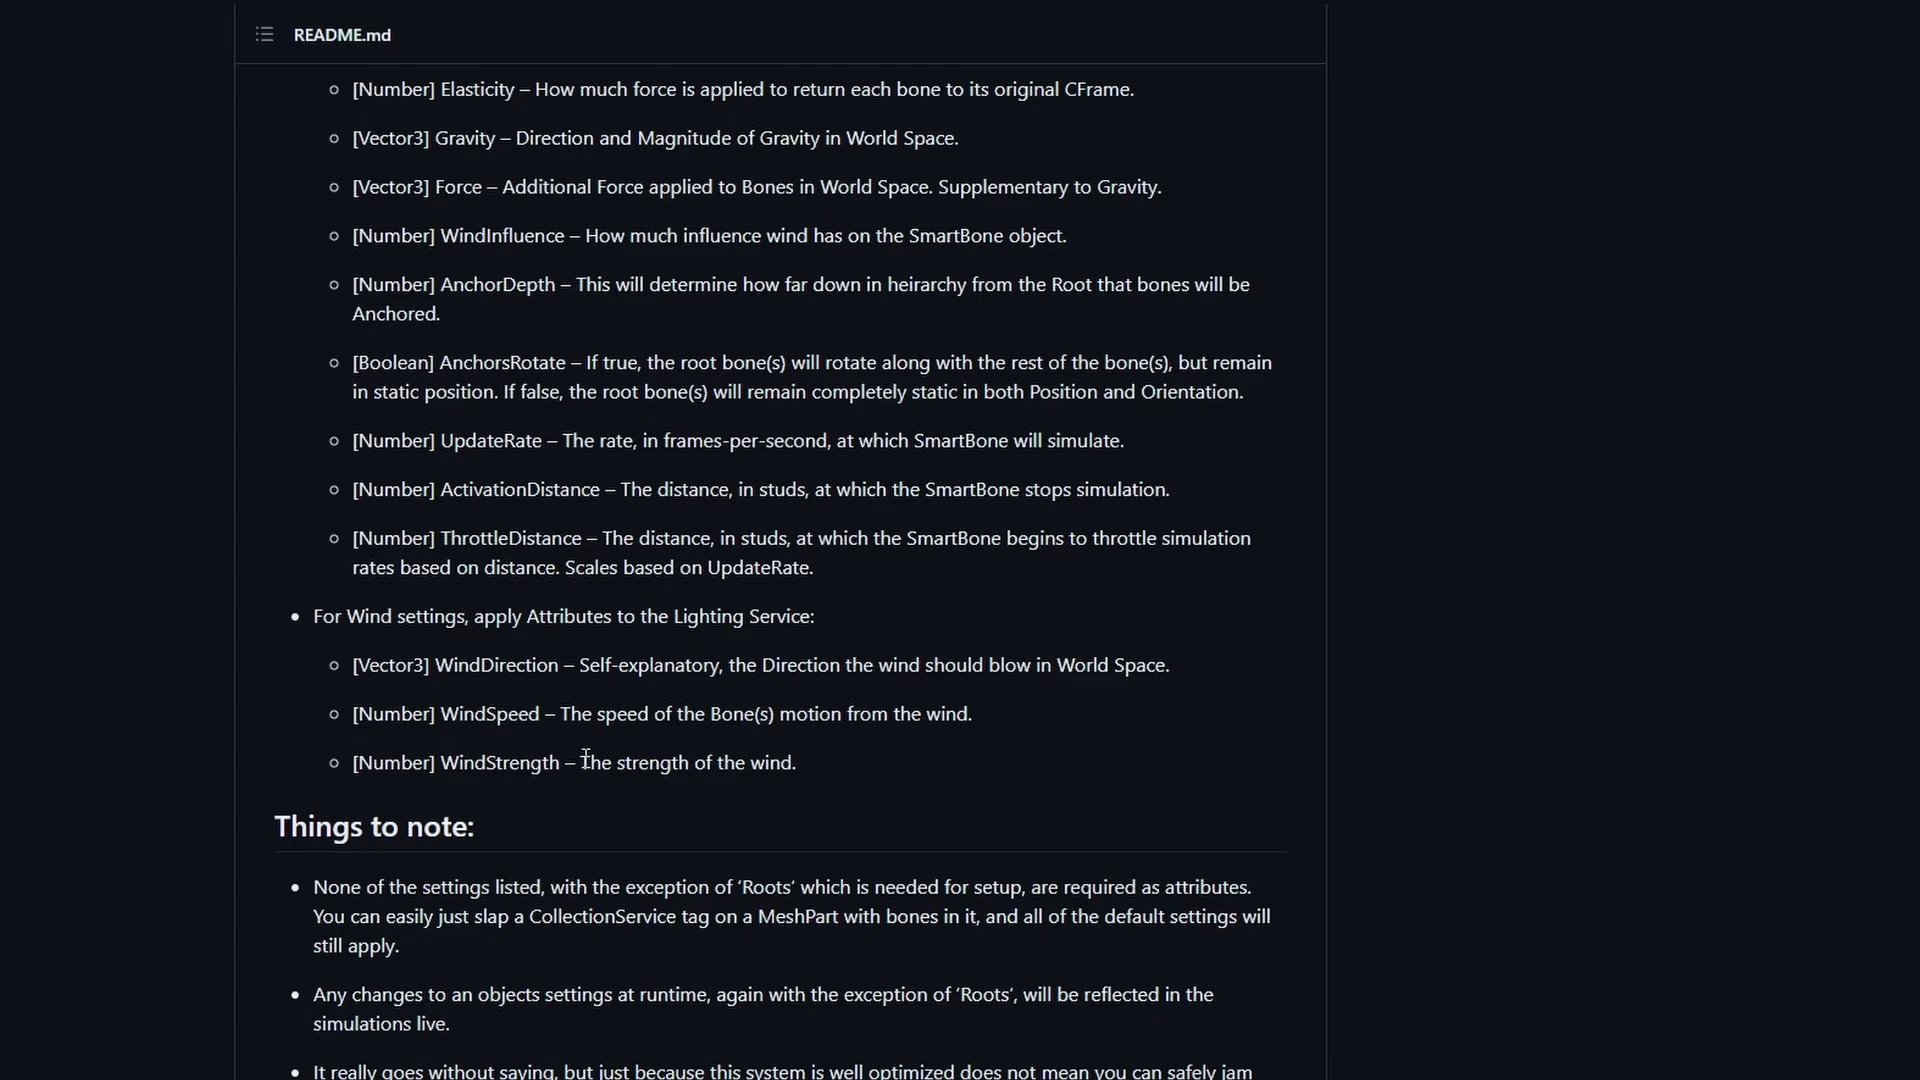 README.md
[Number] Elasticity – How much force is applied to return each bone to its original CFrame.
[Vector3] Gravity – Direction and Magnitude of Gravity in World Space.
[Vector3] Force – Additional Force applied to Bones in World Space. Supplementary to Gravity.
[Number] WindInfluence – How much influence wind has on the SmartBone object.
[Number] AnchorDepth – This will determine how far down in heirarchy from the Root that bones will be
Anchored.
[Boolean] AnchorsRotate – If true, the root bone(s) will rotate along with the rest of the bone(s), but remain
in static position. If false, the root bone(s) will remain completely static in both Position and Orientation.
[Number] UpdateRate – The rate, in frames-per-second, at which SmartBone will simulate.
[Number] ActivationDistance – The distance, in studs, at which the SmartBone stops simulation.
[Number] ThrottleDistance – The distance, in studs, at which the SmartBone begins to throttle simulation
rates based on distance. Scales based on UpdateRate.
For Wind settings, apply Attributes to the Lighting Service:
[Vector3] WindDirection – Self-explanatory, the Direction the wind should blow in World Space.
[Number] WindSpeed – The speed of the Bone(s) motion from the wind.
[Number] WindStrength – The strength of the wind.
Things to note:
None of the settings listed, with the exception of ‘Roots‘ which is needed for setup, are required as attributes.
You can easily just slap a CollectionService tag on a MeshPart with bones in it, and all of the default settings will
still apply.
Any changes to an objects settings at runtime, again with the exception of ‘Roots‘, will be reflected in the
simulations live.
It really goes without saying, but just because this system is well optimized does not mean you can safely jam